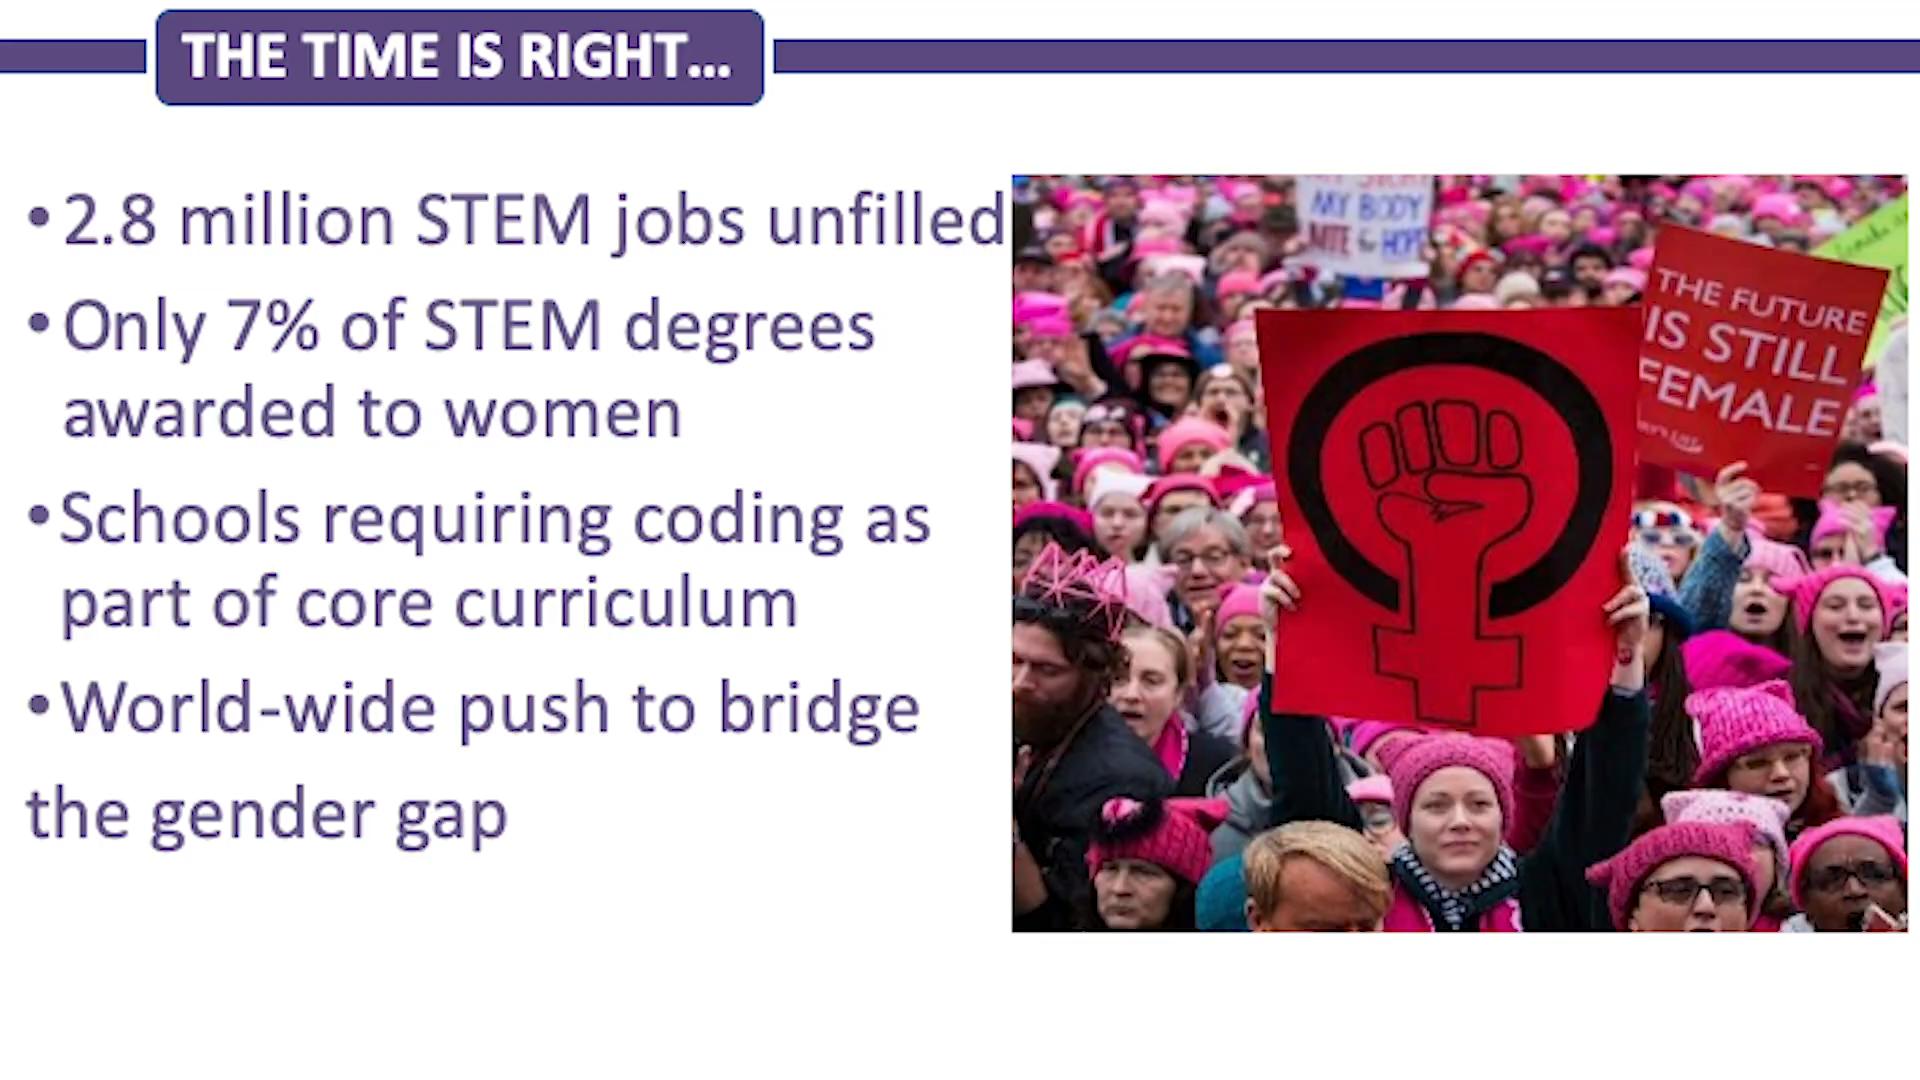 THE TIME IS RIGHT...
•2.8 million STEM jobs unfilled
•Only 7% of STEM degrees
awarded to women
•Schools requiring coding as
part of core curriculum
•World-wide push to bridge
the gender gap
MY BODY
HOPE
THE FUTURE
IS STILL
FEMALE